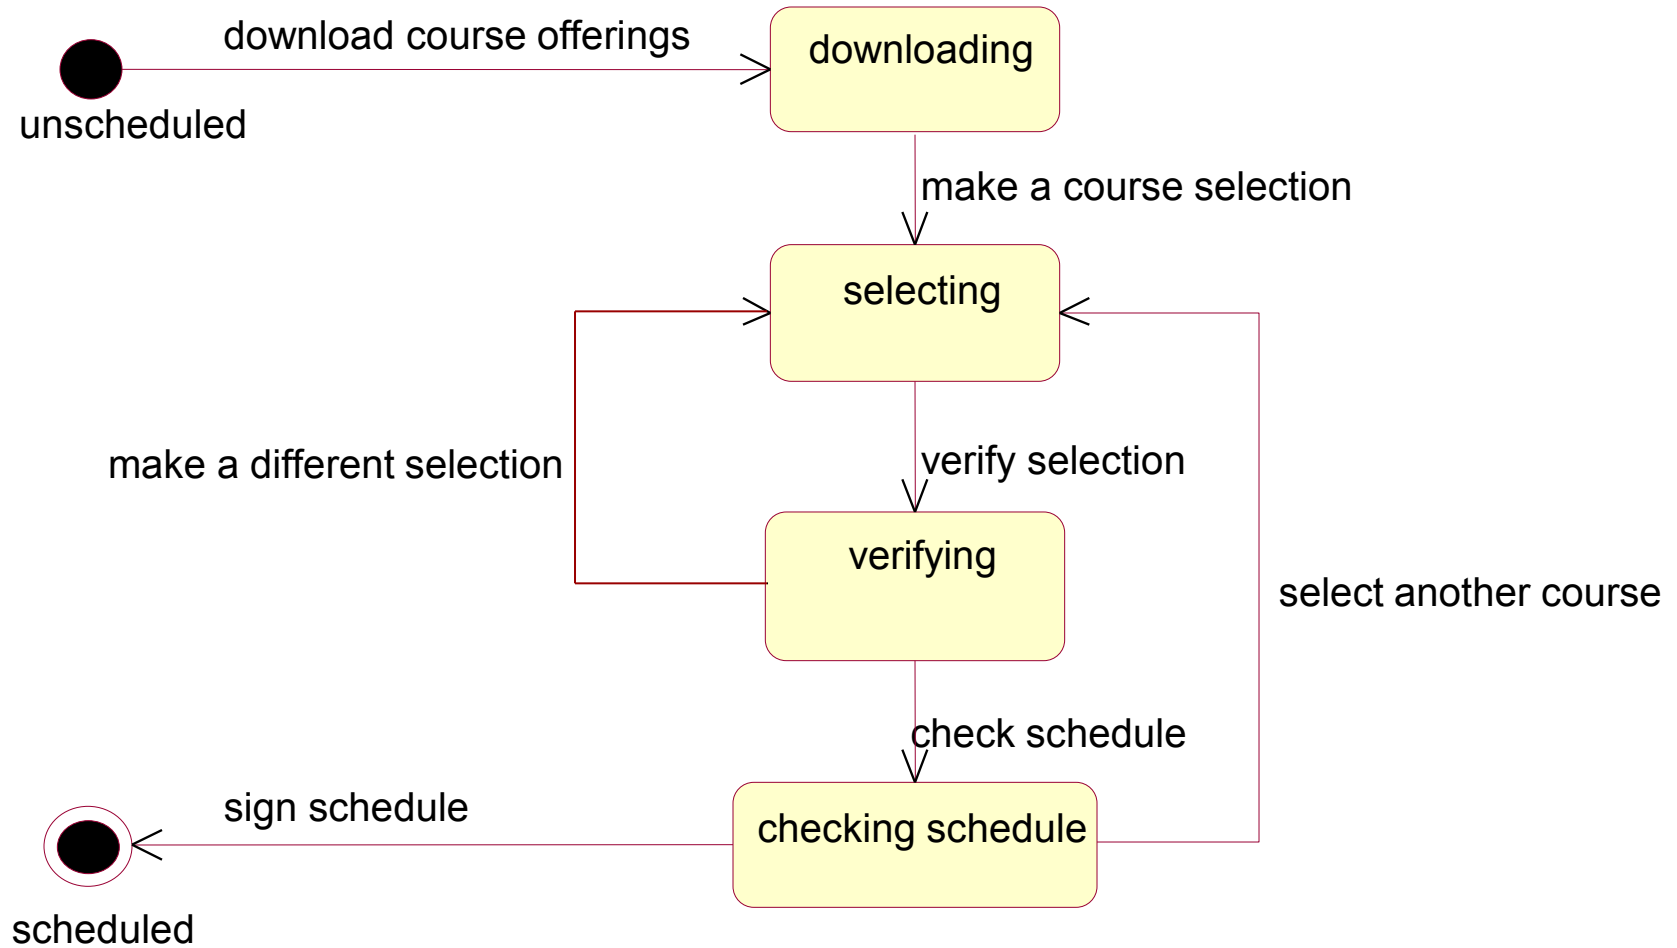 download course offerings
downloading
unscheduled
make a course selection
selecting
make a different selection
verify selection
verifying
select another course
check schedule
sign schedule
checking schedule
scheduled